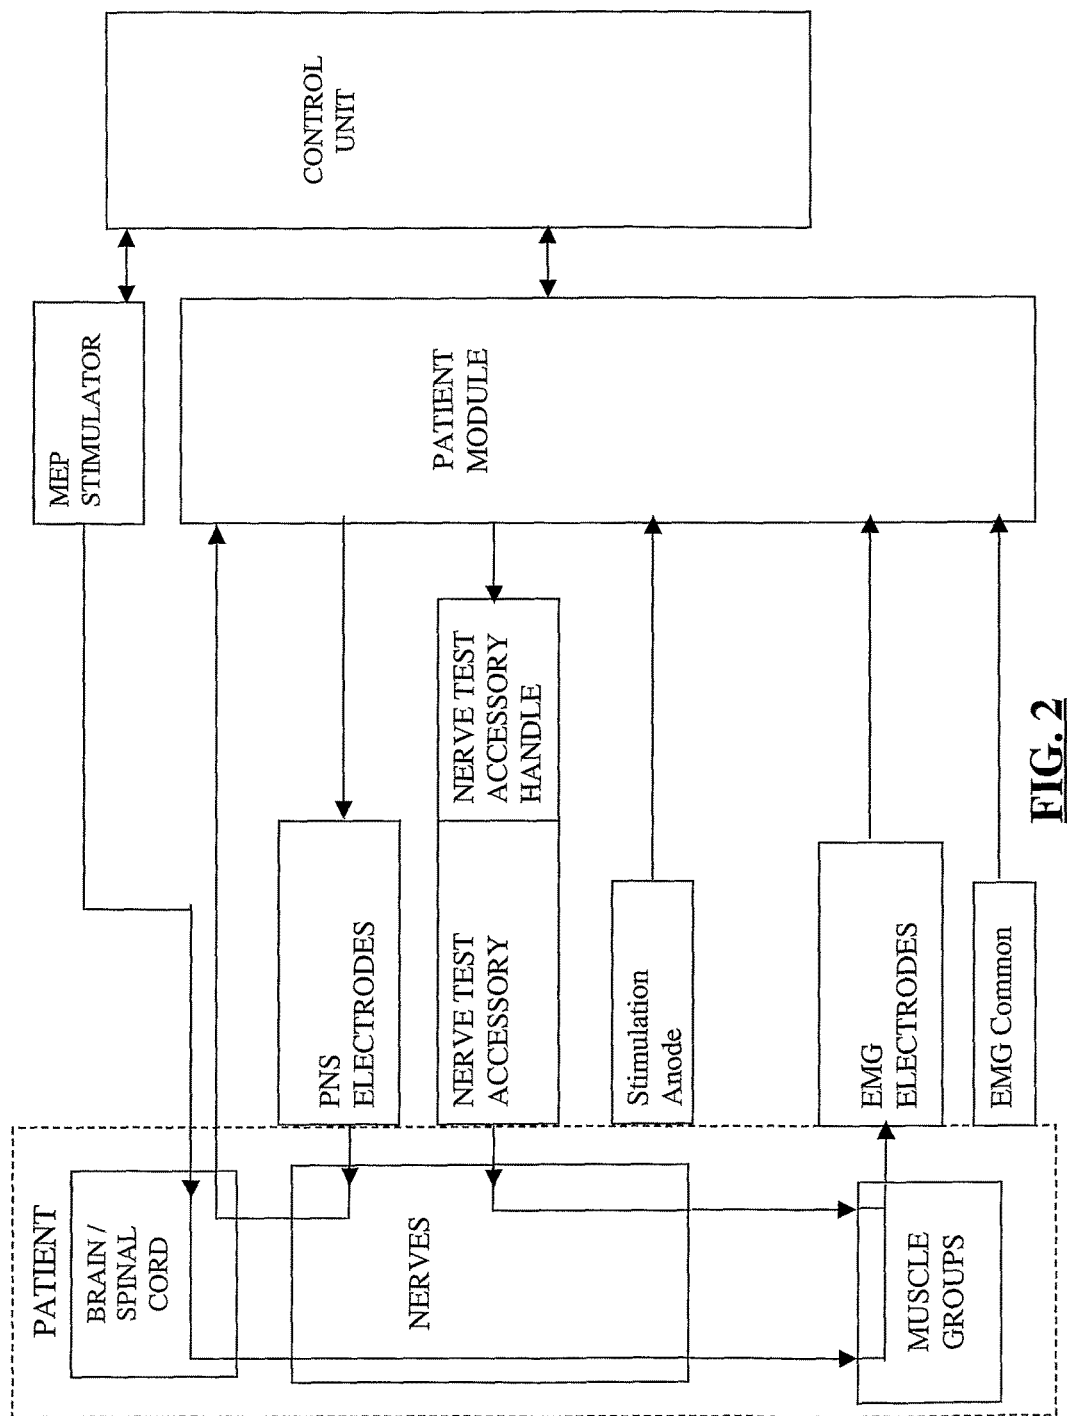 PATIENT
BRAIN /
SPINAL
CORD
NERVES
MUSCLE
GROUPS
PNS
ELECTRODES
NERVE TEST
ACCESSORY
NERVE TEST
ACCESSORY
HANDLE
Stimulation
Anode
EMG
ELECTRODES
EMG Common
MEP
STIMULATOR
PATIENT
MODULE
CONTROL
UNIT
FIG. 2